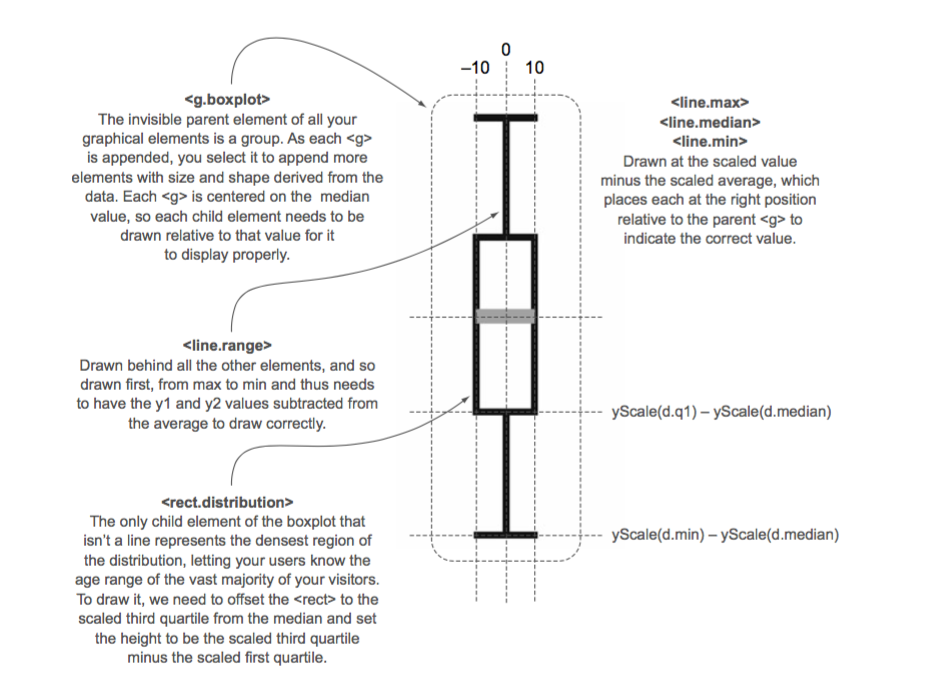 0
–10 10
<g.boxplot>
The invisible parent element of all your
graphical elements is a group. As each <g>
is appended, you select it to append more
elements with size and shape derived from the
data. Each <g> is centered on the median
value, so each child element needs to be
drawn relative to that value for it
to display properly.
<line.max>
<line.median>
<line.min>
Drawn at the scaled value
minus the scaled average, which
places each at the right position
relative to the parent <g> to
indicate the correct value.
<line.range>
Drawn behind all the other elements, and so
drawn first, from max to min and thus needs
to have the y1 and y2 values subtracted from
the average to draw correctly.
yScale(d.q1) – yScale(d.median)
<rect.distribution>
The only child element of the boxplot that
isn't a line represents the densest region of
the distribution, letting your users know the
age range of the vast majority of your visitors.
To draw it, we need to offset the <rect> to the
scaled third quartile from the median and set
the height to be the scaled third quartile
minus the scaled first quartile.
yScale(d.min) – yScale(d.median)